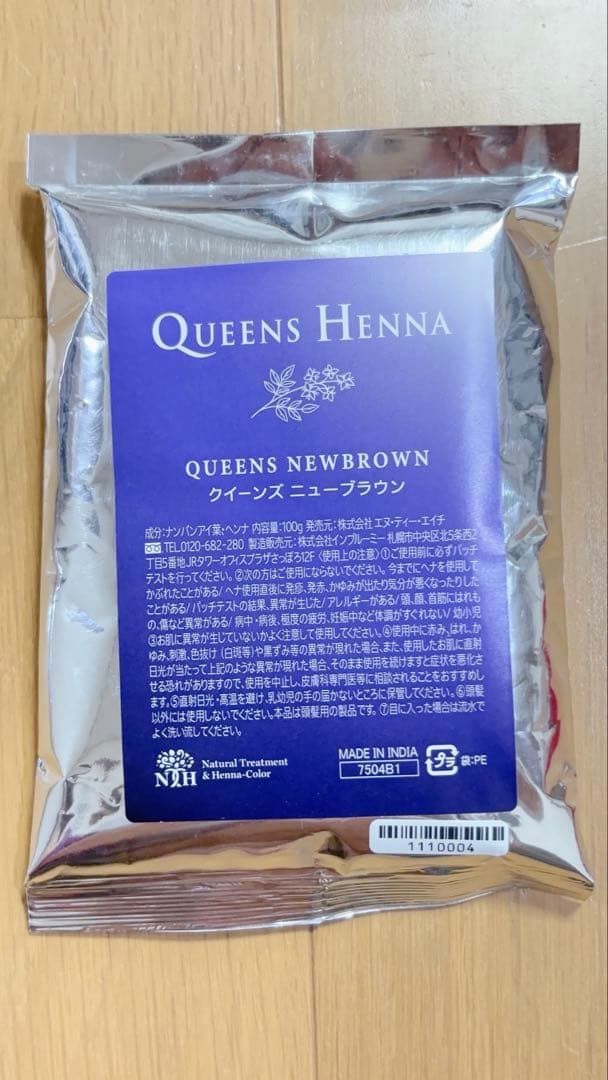 QUEENS HENNA
QUEENS NEWBROWN
クイーンズ ニューブラウン
成分:ナンバンアイ葉・ヘンナ 内容量:100g 発売元:株式会社 エヌ・ティー・エイチ
TEL.0120-682-280 製造販売元:株式会社インプルーミー 札幌市中央区北5条西2
丁目5番地JRタワーオフィスプラザさっぽろ12F 〈使用上の注意〉①ご使用前に必ずパッチ
テストを行ってください。②次の方はご使用にならないでください。今までにヘナを使用して
かぶれたことがある/ヘナ使用直後に発疹、発赤、かゆみが出たり気分が悪くなったりした
ことがある/パッチテストの結果、異常が生じた/アレルギーがある/頭、顔、首筋にはれも
の、傷など異常がある/病中・病後、極度の疲労、妊娠中など体調がすぐれない/幼小児
③お肌に異常が生じていないかよく注意して使用してください。④使用中に赤み、はれ、か
ゆみ、刺激、色抜け(白斑等)や黒ずみ等の異常が現れた場合、また、使用したお肌に直射
日光が当たって上記のような異常が現れた場合、そのまま使用を続けますと症状を悪化さ
せる恐れがありますので、使用を中止し、皮膚科専門医等に相談されることをおすすめし
ます。⑤直射日光・高温を避け、乳幼児の手の届かないところに保管してください。⑥頭髪
以外には使用しないでください。本品は頭髪用の製品です。⑦目に入った場合は流水で
よく洗い流してください。
NTH
Natural Treatment
& Henna-Color
MADE IN INDIA
7504B1
プラ
袋:PE
1110004